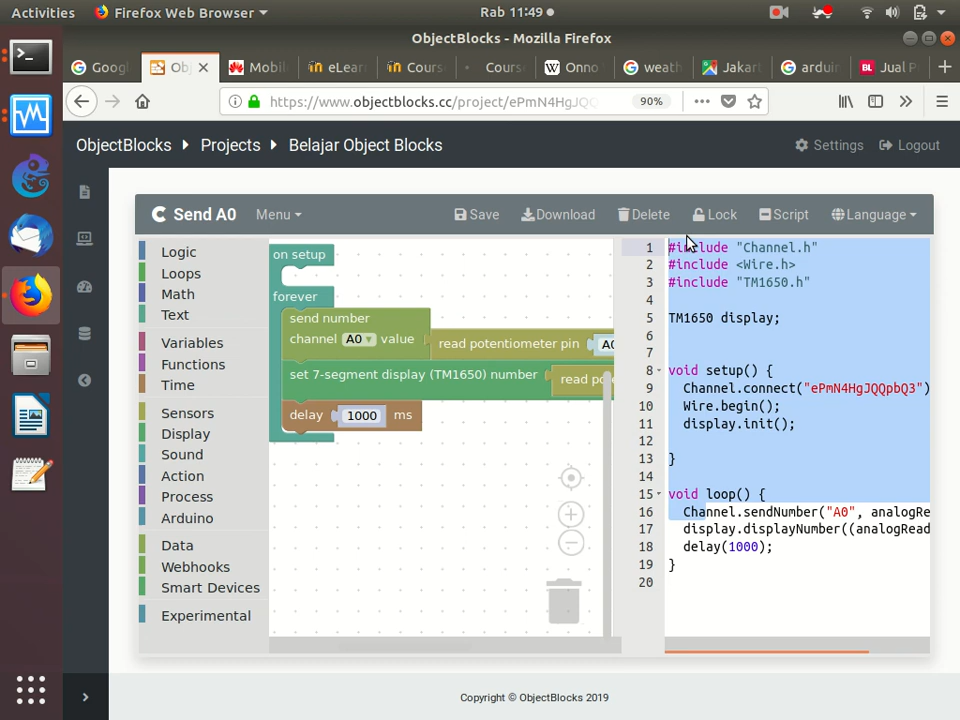 Activities Firefox Web Browser Rab 11:49
ObjectBlocks - Mozilla Firefox
Goog Obj Mobil eLear Cours Cours Onno weath Jakar arduin Jual P
https://www.objectblocks.cc/project/ePmN4HgJQQ 90%
ObjectBlocks Projects Belajar Object Blocks Settings Logout
Send A0 Menu Save Download Delete Lock Script Language
Logic
Loops
Math
Text
Variables
Functions
Time
Sensors
Display
Sound
Action
Process
Arduino
Data
Webhooks
Smart Devices
Experimental
on setup
forever
send number
channel A0 value read potentiometer pin A0
set 7-segment display (TM1650) number read po
delay 1000 ms
1 #include "Channel.h"
2 #include <Wire.h>
3 #include "TM1650.h"
4
5 TM1650 display;
6
7
8 void setup() {
9 Channel.connect("ePmN4HgJQQpbQ3")
10 Wire.begin();
11 display.init();
12
13 }
14
15 void loop() {
16 Channel.sendNumber("A0", analogRe
17 display.displayNumber((analogRead
18 delay(1000);
19 }
20
Copyright © ObjectBlocks 2019